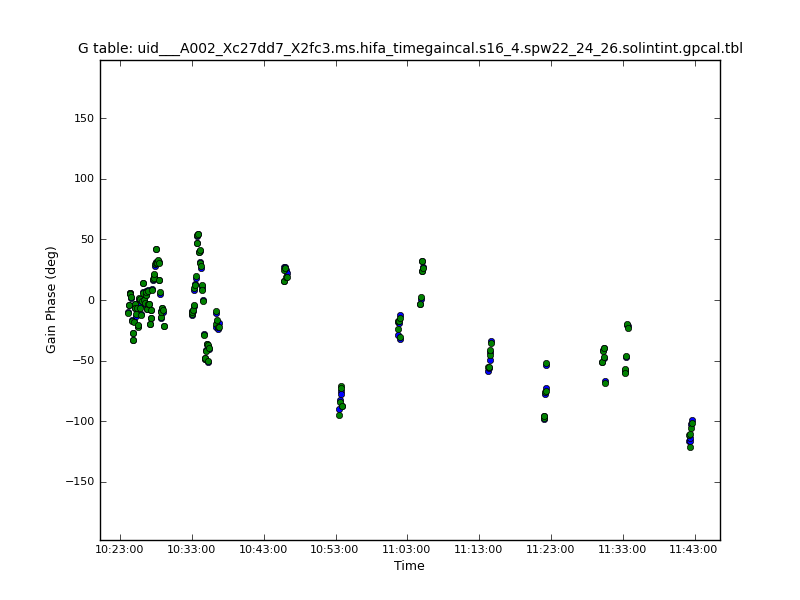 G table: uid___A002_Xc27dd7_X2fc3.ms.hifa_timegaincal.s16_4.spw22_24_26.solintint.gpcal.tbl
Gain Phase (deg)
150
100
50
0
−50
−100
−150
10:23:00 10:33:00 10:43:00 10:53:00 11:03:00 11:13:00 11:23:00 11:33:00 11:43:00
Time